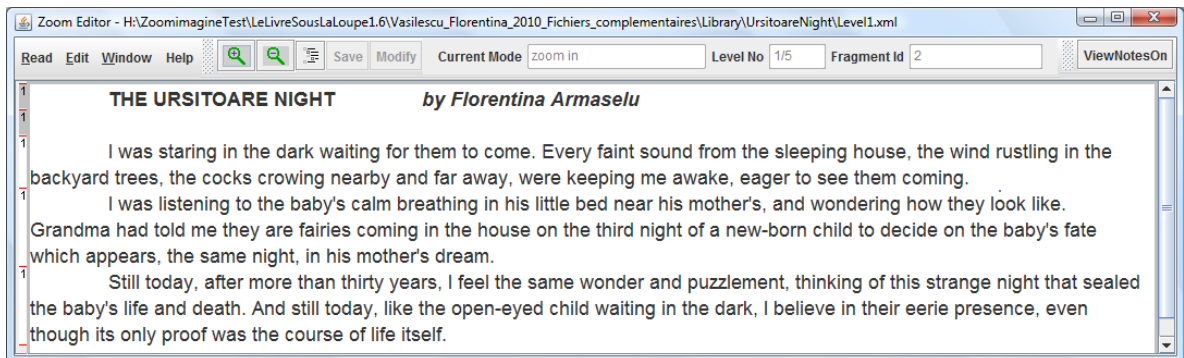 Zoom Editor - H:\ZoomimagineTest\LeLivreSousLaLoupe1.6\Vasilescu_Florentina_2010_Fichiers_complementaires\Library\UrsitoareNight\Level1.xml
Read Edit Window Help Save Modify Current Mode zoom in Level No 1/5 Fragment Id 2 ViewNotesOn
1 THE URSITOARE NIGHT by Florentina Armaselu
1
1 I was staring in the dark waiting for them to come. Every faint sound from the sleeping house, the wind rustling in the
backyard trees, the cocks crowing nearby and far away, were keeping me awake, eager to see them coming.
1 I was listening to the baby's calm breathing in his little bed near his mother's, and wondering how they look like.
Grandma had told me they are fairies coming in the house on the third night of a new-born child to decide on the baby's fate
which appears, the same night, in his mother's dream.
1 Still today, after more than thirty years, I feel the same wonder and puzzlement, thinking of this strange night that sealed
the baby's life and death. And still today, like the open-eyed child waiting in the dark, I believe in their eerie presence, even
though its only proof was the course of life itself.